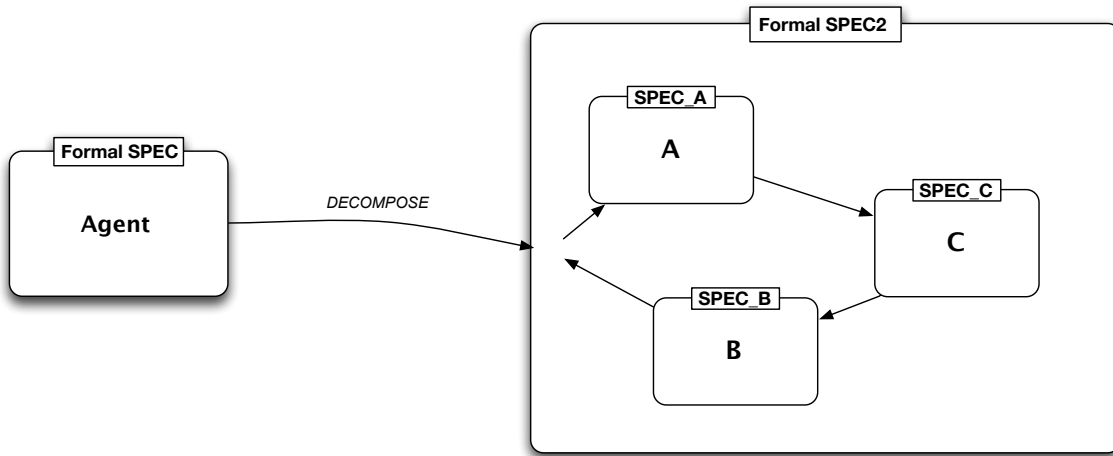 Formal SPEC2
SPEC_A
A
Formal SPEC
Agent
DECOMPOSE
SPEC_C
C
SPEC_B
B